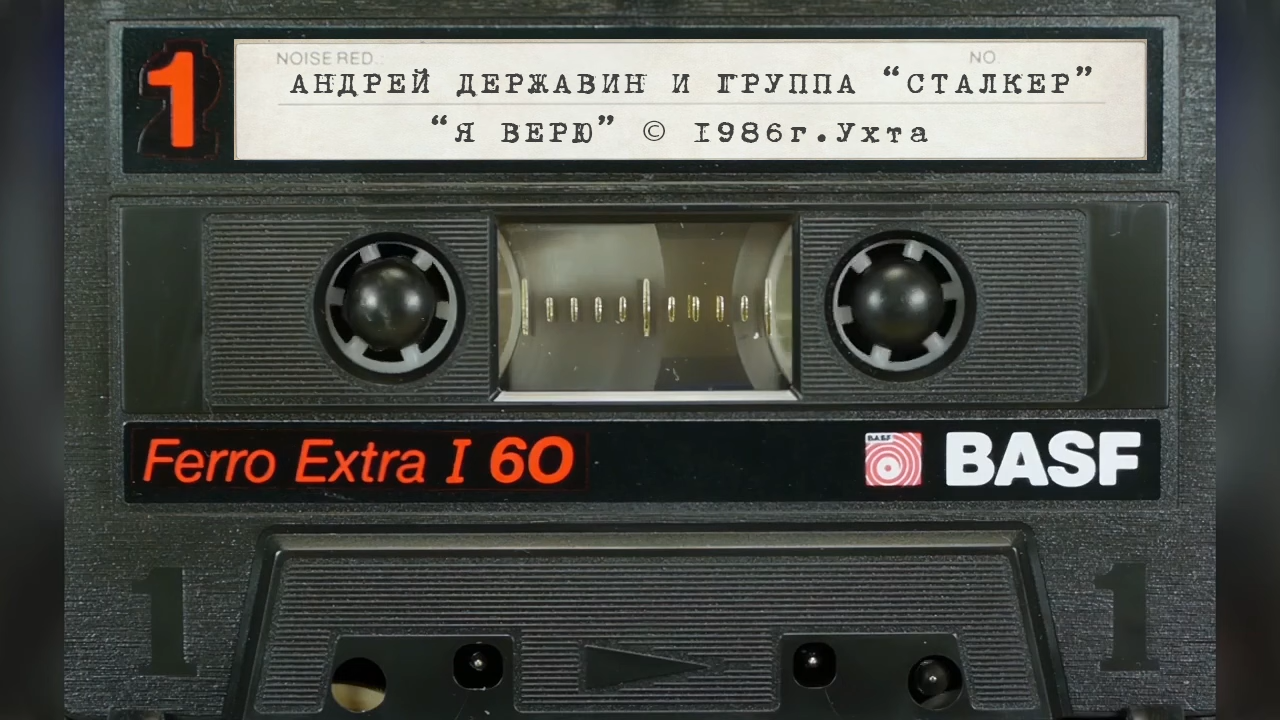 1
NOISE RED.:
NO
АНДРЕЙ ДЕРЖАВИН И ГРУППА “СТАЛКЕР”
“Я ВЕРЮ” © 1986г.Ухта
Ferro Extra I 60
BASF
BASF
1
1